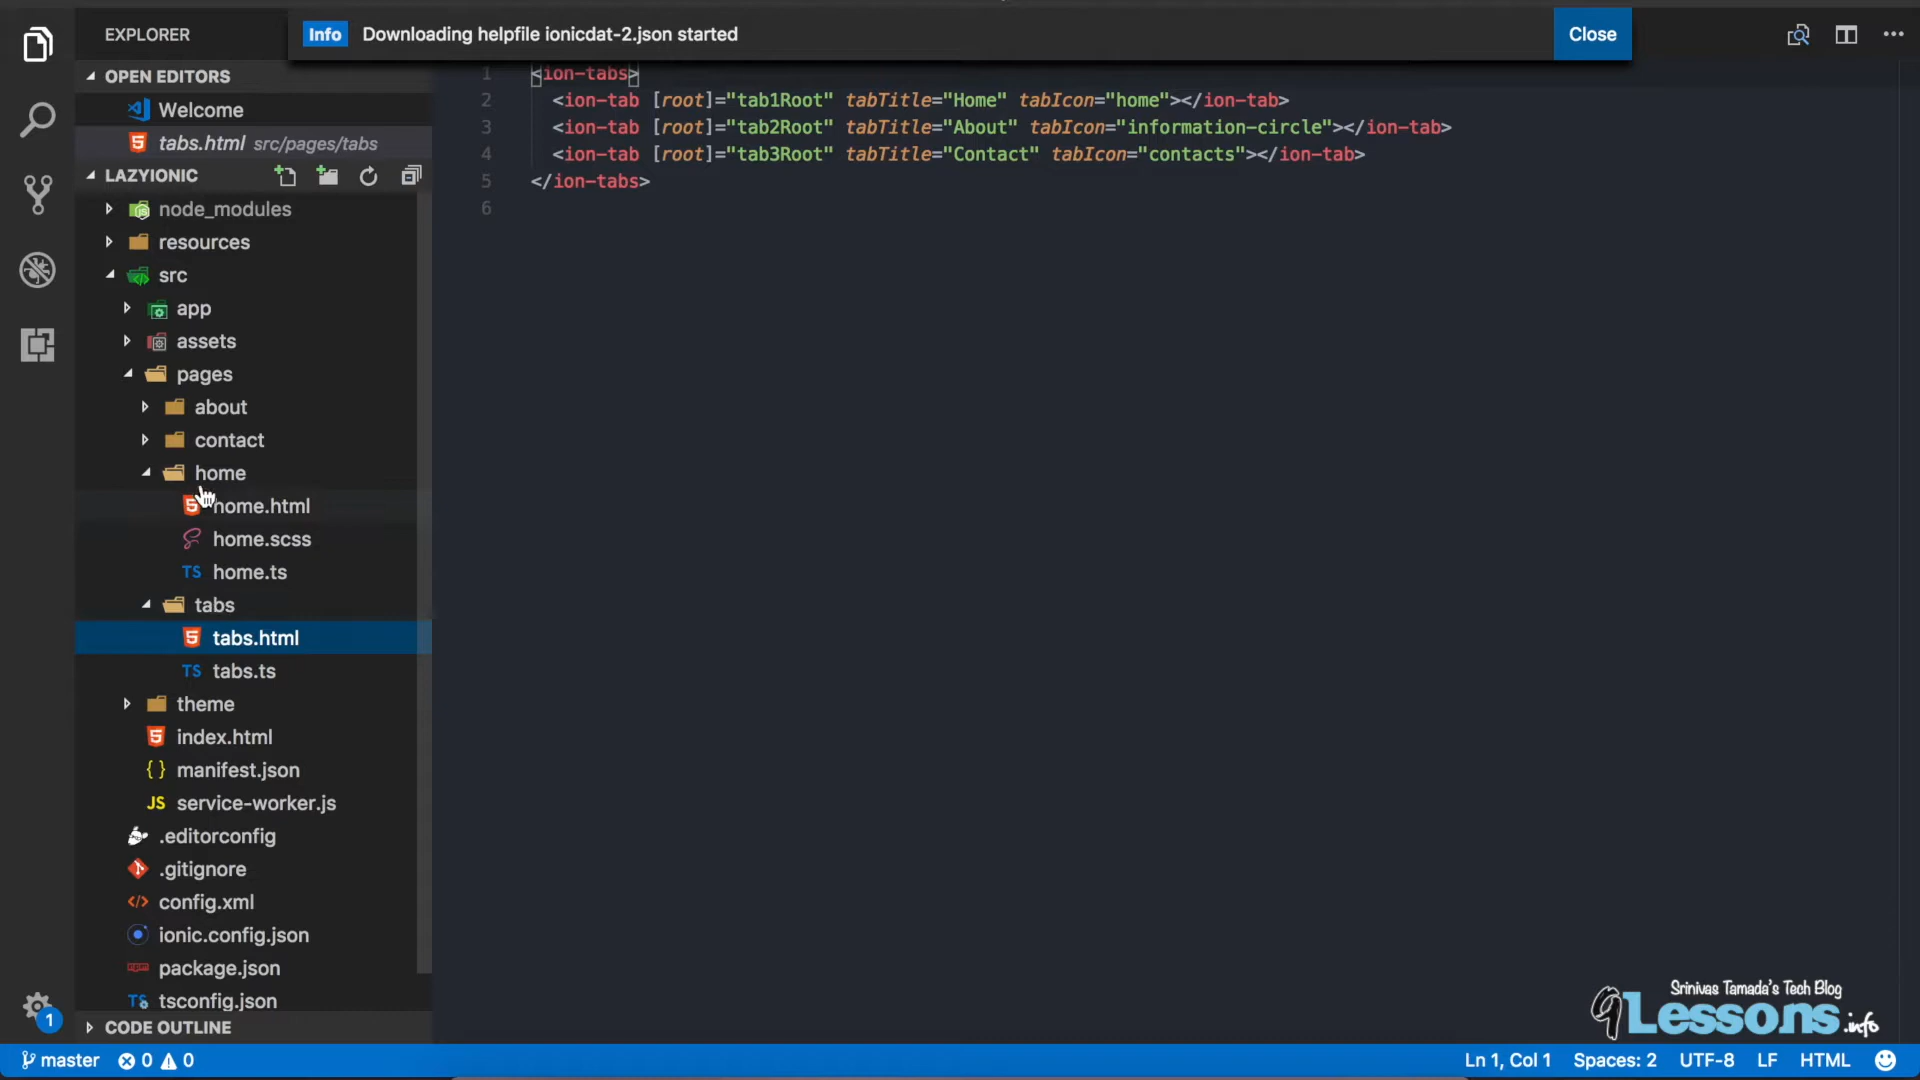 EXPLORER
Info Downloading helpfile ionicdat-2.json started Close
OPEN EDITORS
Welcome
tabs.html src/pages/tabs
LAZYIONIC
node_modules
resources
src
app
assets
pages
about
contact
home
home.html
home.scss
TS home.ts
tabs
tabs.html
TS tabs.ts
theme
index.html
{ } manifest.json
JS service-worker.js
.editorconfig
.gitignore
config.xml
ionic.config.json
package.json
TS tsconfig.json
CODE OUTLINE
1 <ion-tabs>
2 <ion-tab [root]="tab1Root" tabTitle="Home" tabIcon="home"></ion-tab>
3 <ion-tab [root]="tab2Root" tabTitle="About" tabIcon="information-circle"></ion-tab>
4 <ion-tab [root]="tab3Root" tabTitle="Contact" tabIcon="contacts"></ion-tab>
5 </ion-tabs>
6
Srinivas Tamada's Tech Blog
9Lessons.info
1
master 0 0
Ln 1, Col 1 Spaces: 2 UTF-8 LF HTML